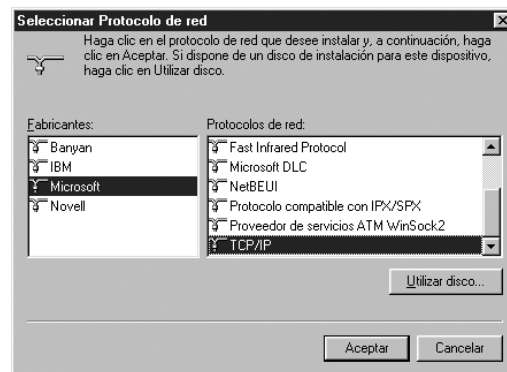 Seleccionar Protocolo de red
Haga clic en el protocolo de red que desee instalar y, a continuación, haga
clic en Aceptar. Si dispone de un disco de instalación para este dispositivo,
haga clic en Utilizar disco.
Fabricantes:
Banyan
IBM
Microsoft
Novell
Protocolos de red:
Fast Infrared Protocol
Microsoft DLC
NetBEUI
Protocolo compatible con IPX/SPX
Proveedor de servicios ATM WinSock2
TCP/IP
Utilizar disco...
Aceptar
Cancelar